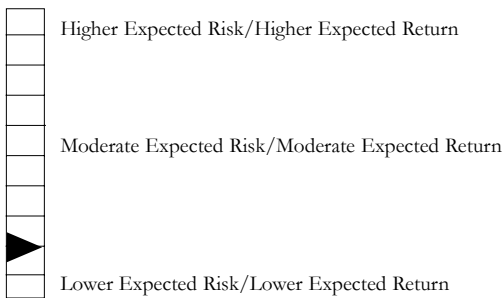 Higher Expected Risk/Higher Expected Return
Moderate Expected Risk/Moderate Expected Return
Lower Expected Risk/Lower Expected Return